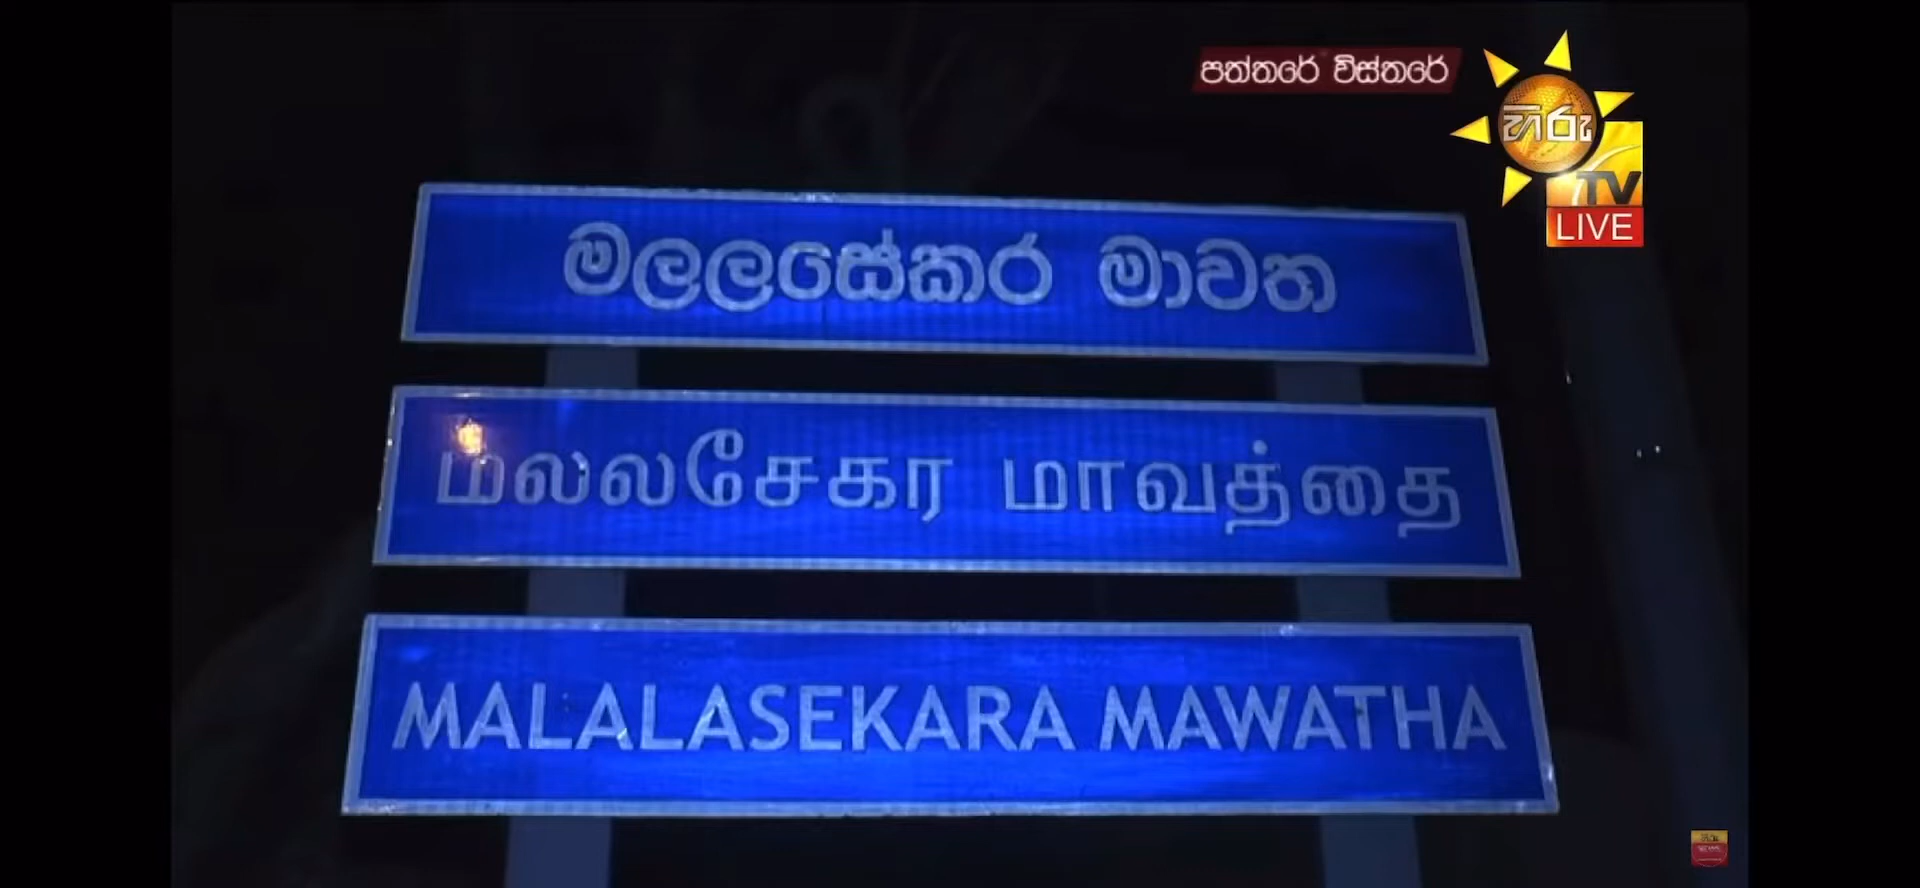 පත්තරේ විස්තරේ
හිරු
TV
LIVE
මලලසේකර මාවත
மலலசேகர மாவத்தை
MALALASEKARA MAWATHA